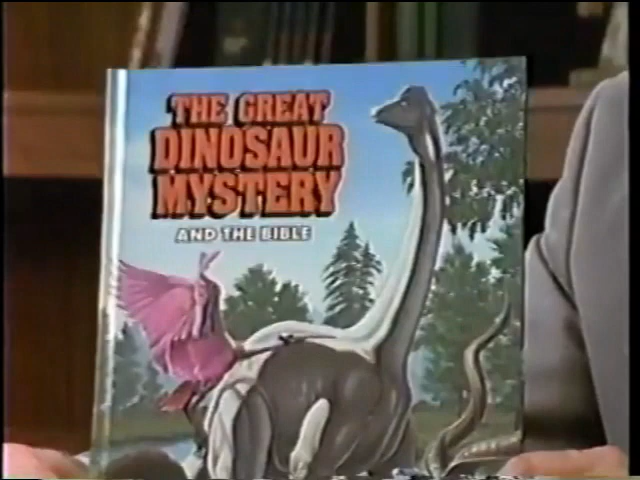 THE GREAT
DINOSAUR
MYSTERY
AND THE BIBLE